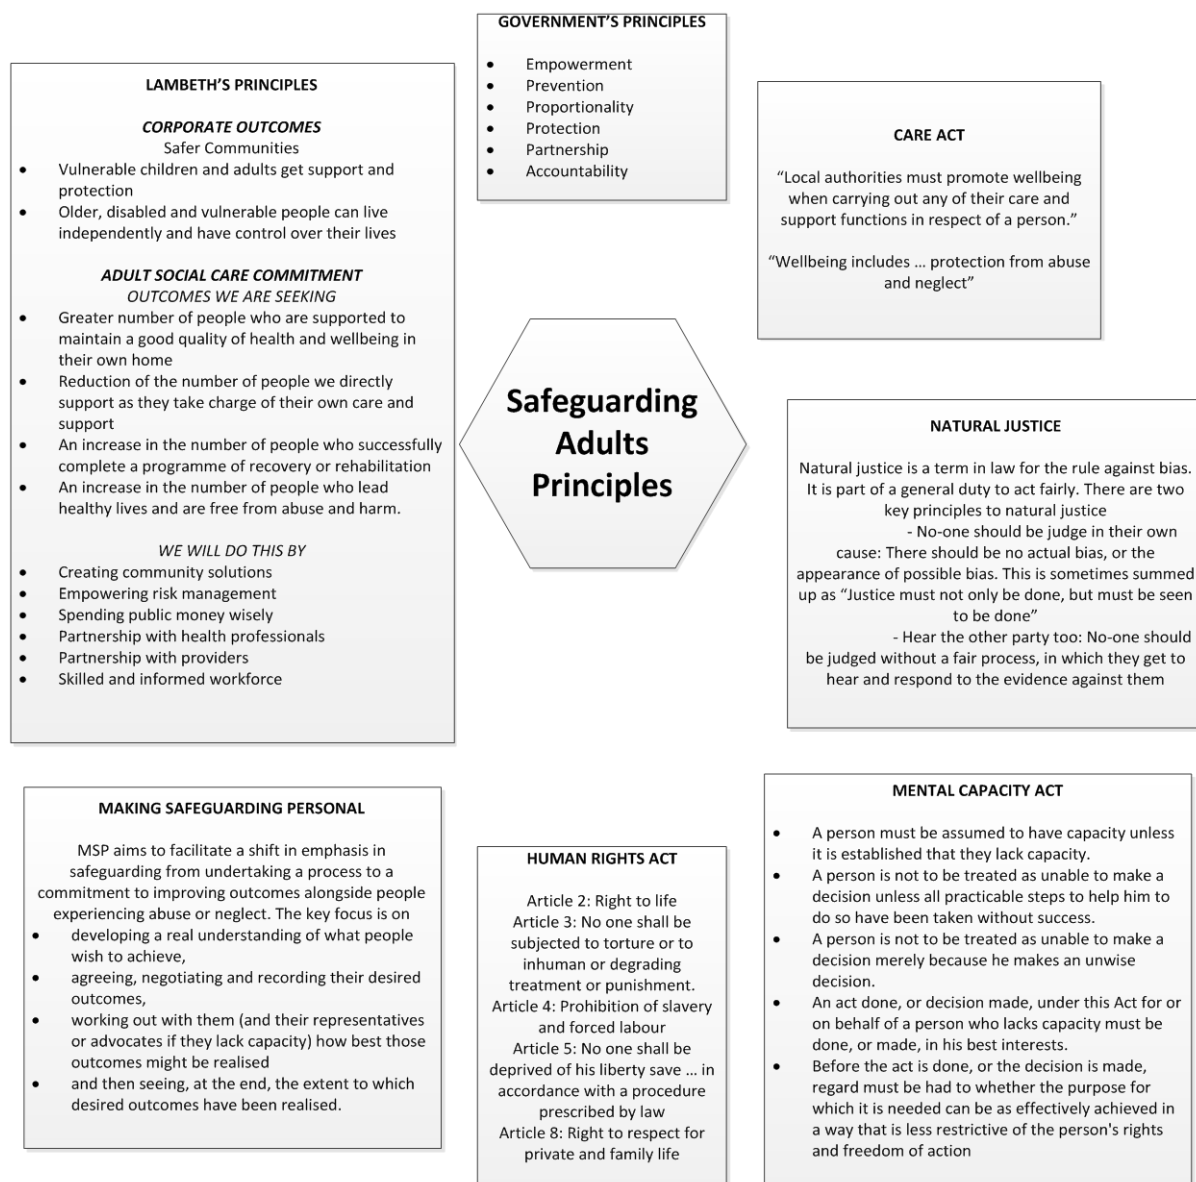 GOVERNMENT'S PRINCIPLES
• Empowerment
• Prevention
• Proportionality
• Protection
• Partnership
• Accountability
LAMBETH'S PRINCIPLES
CORPORATE OUTCOMES
Safer Communities
• Vulnerable children and adults get support and
protection
• Older, disabled and vulnerable people can live
independently and have control over their lives
ADULT SOCIAL CARE COMMITMENT
OUTCOMES WE ARE SEEKING
• Greater number of people who are supported to
maintain a good quality of health and wellbeing in
their own home
• Reduction of the number of people we directly
support as they take charge of their own care and
support
• An increase in the number of people who successfully
complete a programme of recovery or rehabilitation
• An increase in the number of people who lead
healthy lives and are free from abuse and harm.
WE WILL DO THIS BY
• Creating community solutions
• Empowering risk management
• Spending public money wisely
• Partnership with health professionals
• Partnership with providers
• Skilled and informed workforce
CARE ACT
“Local authorities must promote wellbeing
when carrying out any of their care and
support functions in respect of a person.”
“Wellbeing includes … protection from abuse
and neglect”
Safeguarding
Adults
Principles
NATURAL JUSTICE
Natural justice is a term in law for the rule against bias.
It is part of a general duty to act fairly. There are two
key principles to natural justice
- No-one should be judge in their own
cause: There should be no actual bias, or the
appearance of possible bias. This is sometimes summed
up as “Justice must not only be done, but must be seen
to be done”
- Hear the other party too: No-one should
be judged without a fair process, in which they get to
hear and respond to the evidence against them
MAKING SAFEGUARDING PERSONAL
MSP aims to facilitate a shift in emphasis in
safeguarding from undertaking a process to a
commitment to improving outcomes alongside people
experiencing abuse or neglect. The key focus is on
• developing a real understanding of what people
wish to achieve,
• agreeing, negotiating and recording their desired
outcomes,
• working out with them (and their representatives
or advocates if they lack capacity) how best those
outcomes might be realised
• and then seeing, at the end, the extent to which
desired outcomes have been realised.
HUMAN RIGHTS ACT
Article 2: Right to life
Article 3: No one shall be
subjected to torture or to
inhuman or degrading
treatment or punishment.
Article 4: Prohibition of slavery
and forced labour
Article 5: No one shall be
deprived of his liberty save … in
accordance with a procedure
prescribed by law
Article 8: Right to respect for
private and family life
MENTAL CAPACITY ACT
• A person must be assumed to have capacity unless
it is established that they lack capacity.
• A person is not to be treated as unable to make a
decision unless all practicable steps to help him to
do so have been taken without success.
• A person is not to be treated as unable to make a
decision merely because he makes an unwise
decision.
• An act done, or decision made, under this Act for or
on behalf of a person who lacks capacity must be
done, or made, in his best interests.
• Before the act is done, or the decision is made,
regard must be had to whether the purpose for
which it is needed can be as effectively achieved in
a way that is less restrictive of the person's rights
and freedom of action